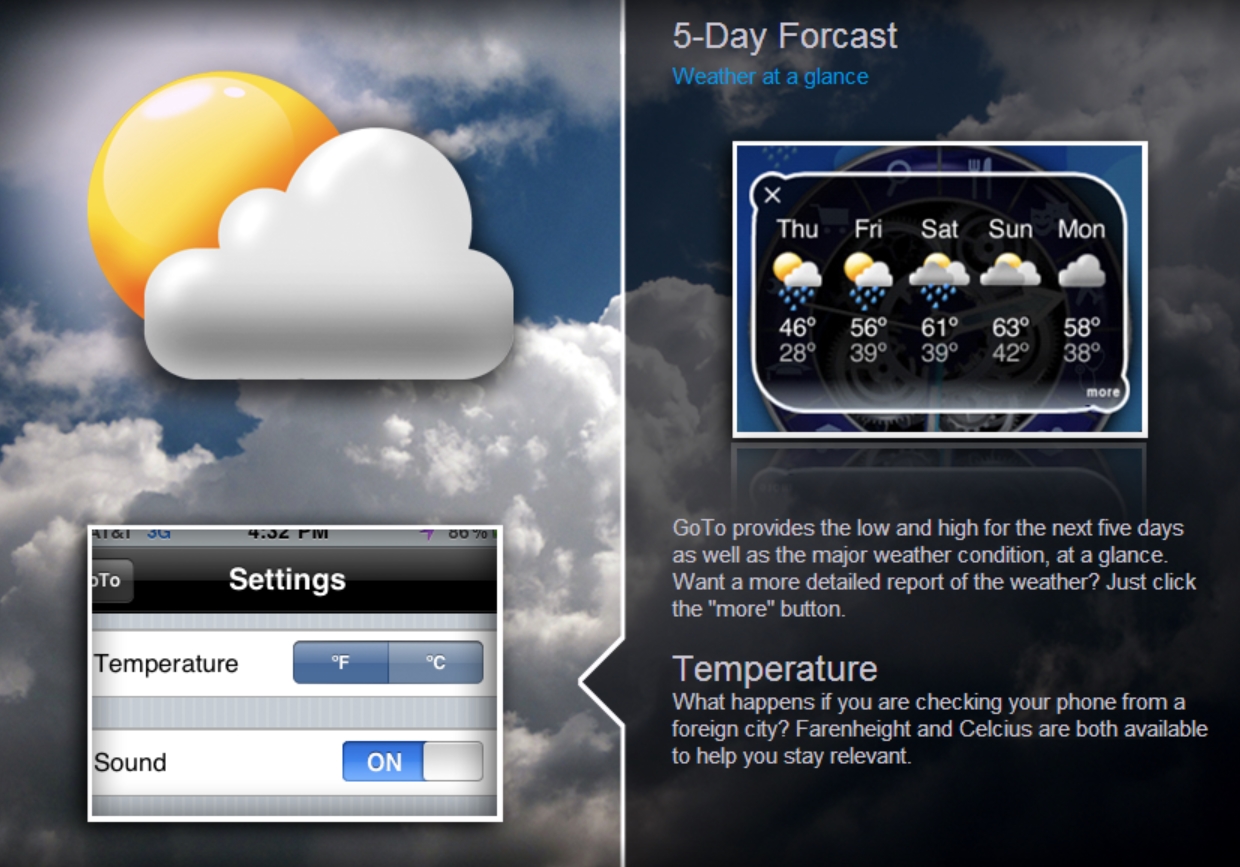 5-Day Forcast
Weather at a glance
Thu Fri Sat Sun Mon
46° 56° 61° 63° 58°
28° 39° 39° 42° 38°
more
GoTo provides the low and high for the next five days
as well as the major weather condition, at a glance.
Want a more detailed report of the weather? Just click
the "more" button.
AT&T 3G 4:32 PM 86%
oTo Settings
Temperature °F °C
Sound ON
Temperature
What happens if you are checking your phone from a
foreign city? Farenheight and Celcius are both available
to help you stay relevant.